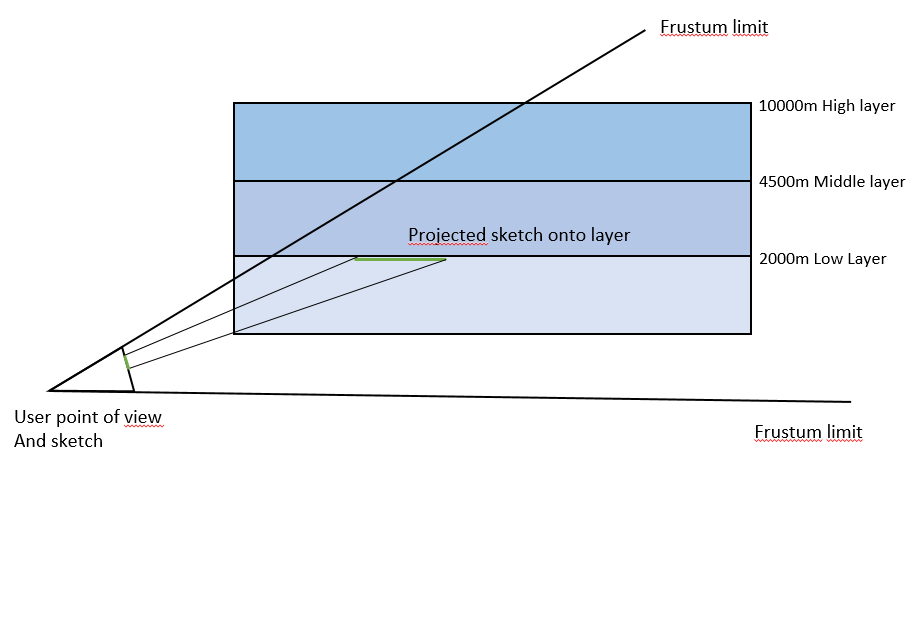 Frustum limit
10000m High layer
4500m Middle layer
Projected sketch onto layer
2000m Low Layer
User point of view
And sketch
Frustum limit